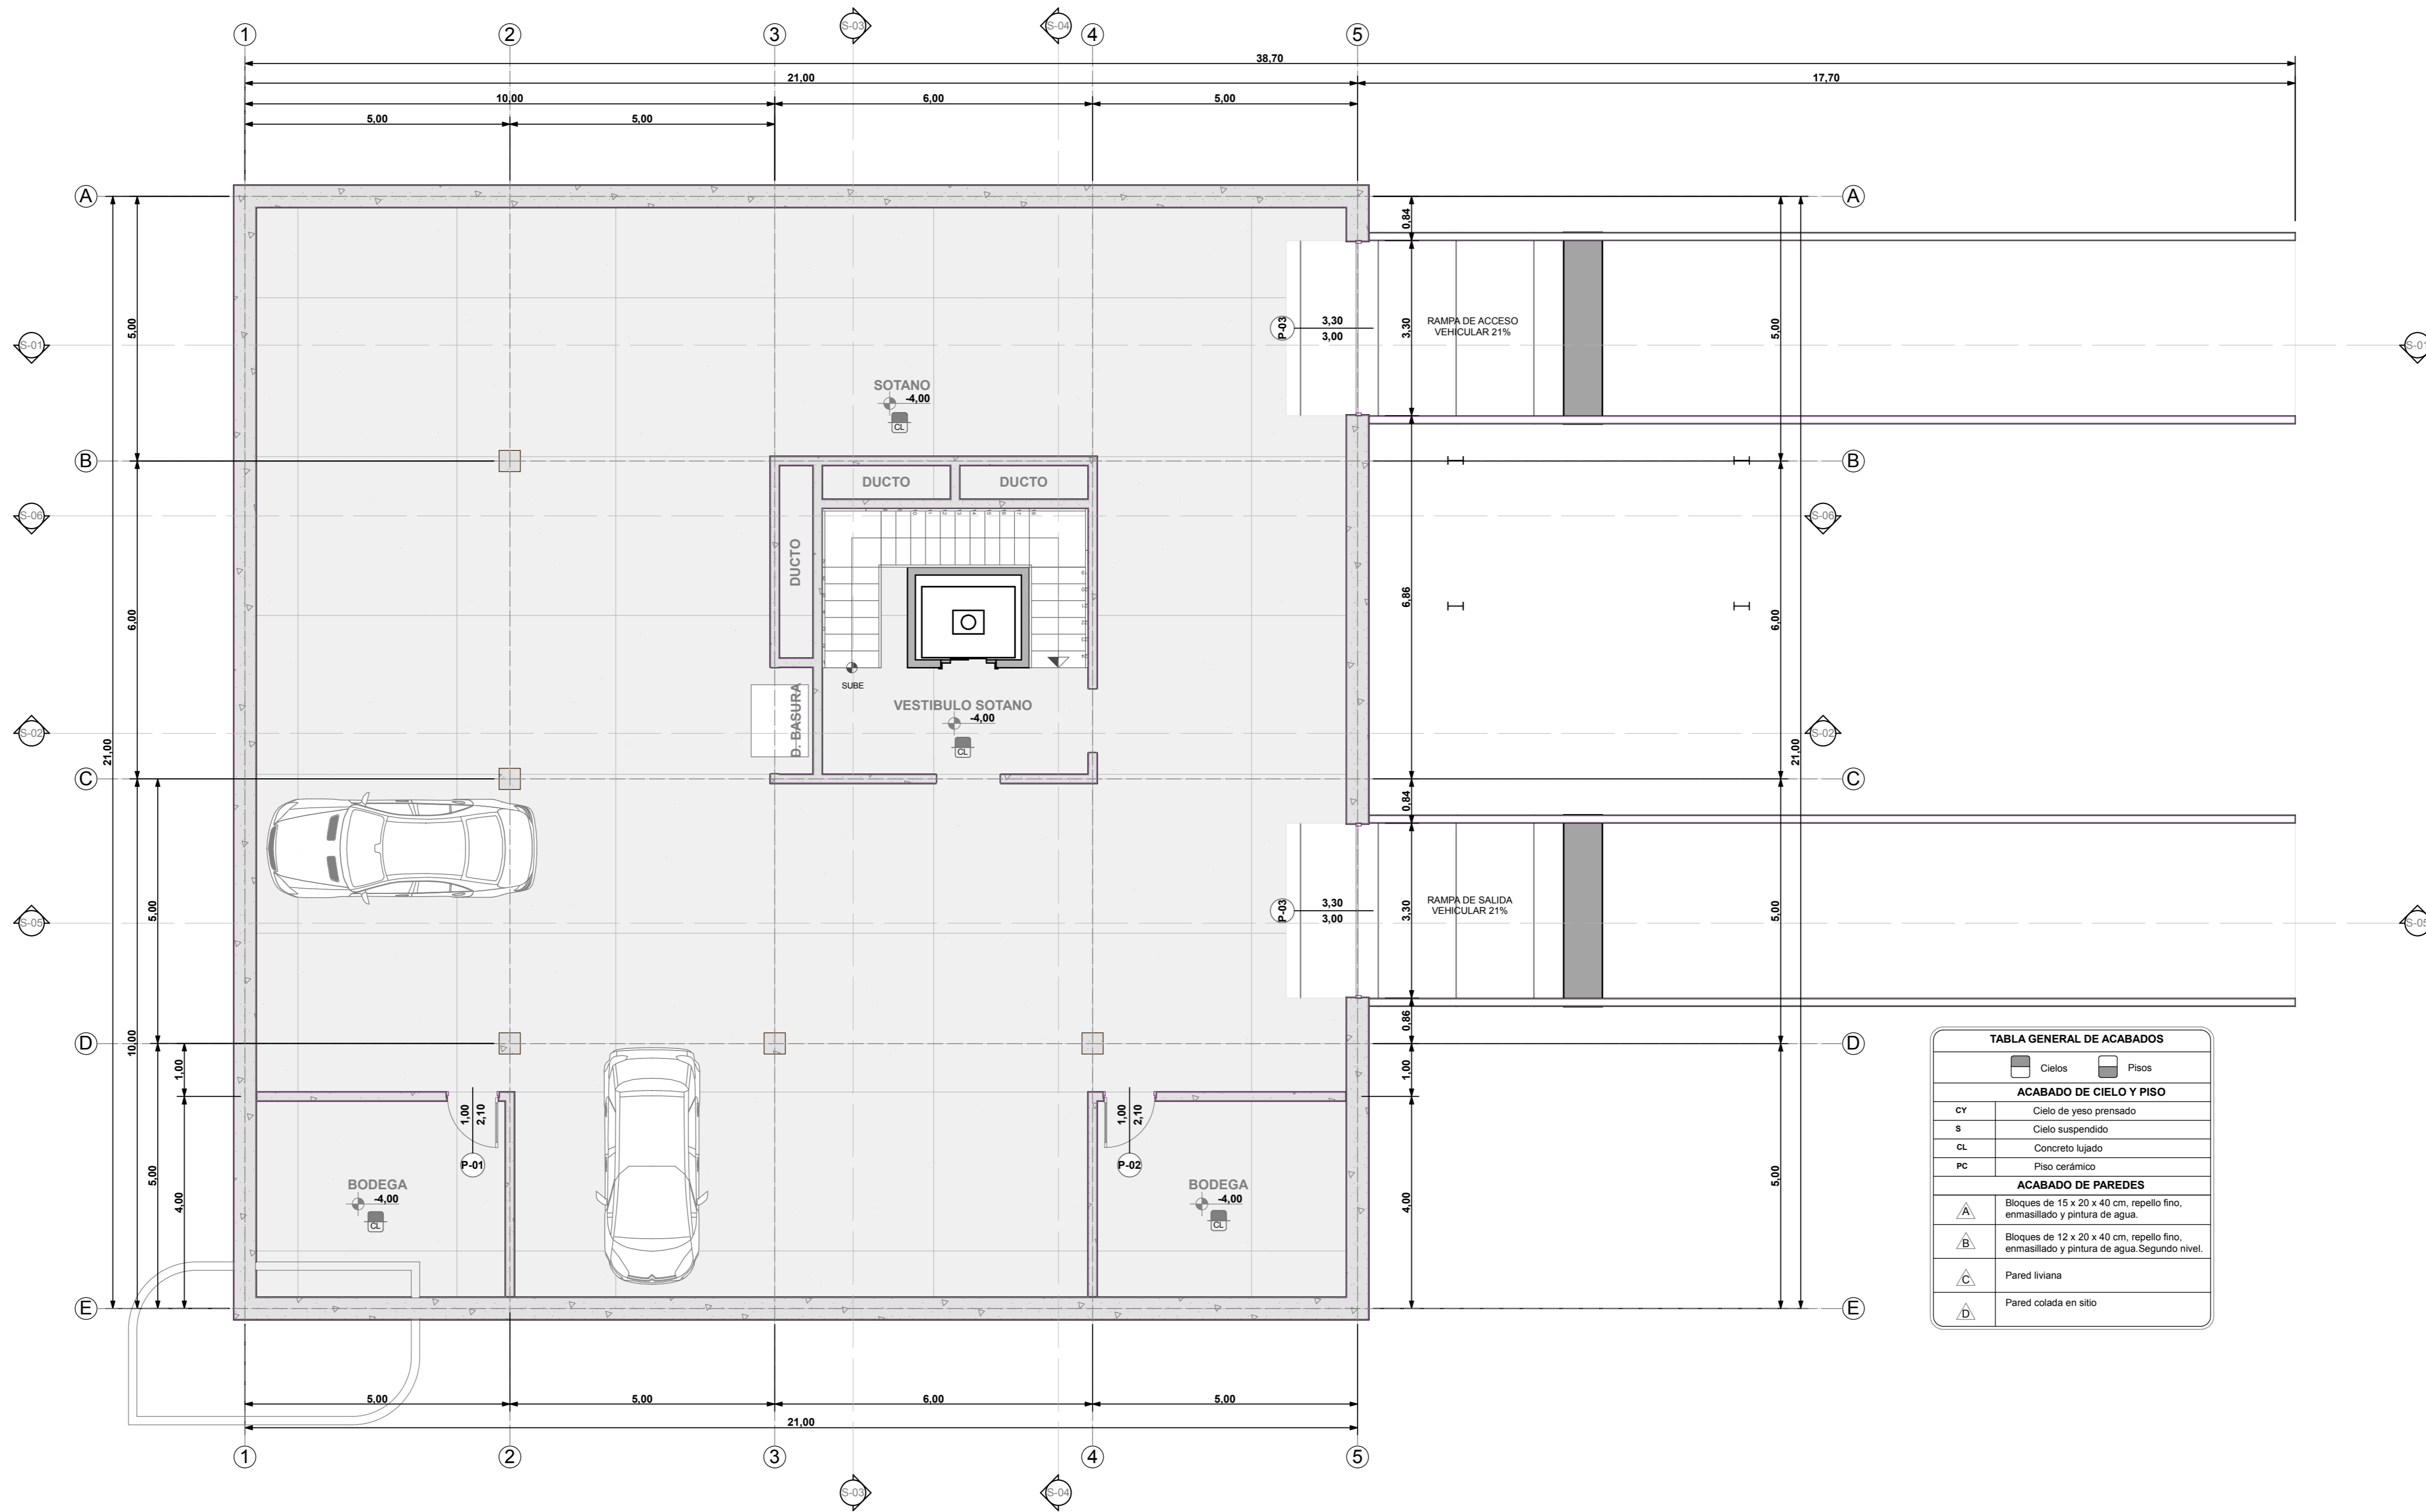 S-03
S-04
1
2
3
4
5
38,70
21,00
17,70
10,00
6,00
5,00
5,00
5,00
A
A
0,84
5,00
3,30
3,00
P-03
3,30
RAMPA DE ACCESO
VEHICULAR 21%
5,00
S-01
S-01
SOTANO
-4,00
CL
B
B
DUCTO
DUCTO
S-06
S-06
DUCTO
6,00
6,86
6,00
SUBE
D. BASURA
VESTIBULO SOTANO
-4,00
CL
S-02
S-02
21,00
21,00
C
C
0,84
5,00
3,30
3,00
P-03
3,30
RAMPA DE SALIDA
VEHICULAR 21%
5,00
S-05
S-05
0,86
D
D
10,00
1,00
1,00
1,00
2,10
P-01
1,00
2,10
P-02
5,00
4,00
BODEGA
-4,00
CL
BODEGA
-4,00
CL
4,00
5,00
E
E
TABLA GENERAL DE ACABADOS
Cielos
Pisos
ACABADO DE CIELO Y PISO
CY Cielo de yeso prensado
S Cielo suspendido
CL Concreto lujado
PC Piso cerámico
ACABADO DE PAREDES
A Bloques de 15 x 20 x 40 cm, repello fino,
enmasillado y pintura de agua.
B Bloques de 12 x 20 x 40 cm, repello fino,
enmasillado y pintura de agua.Segundo nivel.
C Pared liviana
D Pared colada en sitio
5,00
5,00
6,00
5,00
21,00
1
2
3
4
5
S-03
S-04